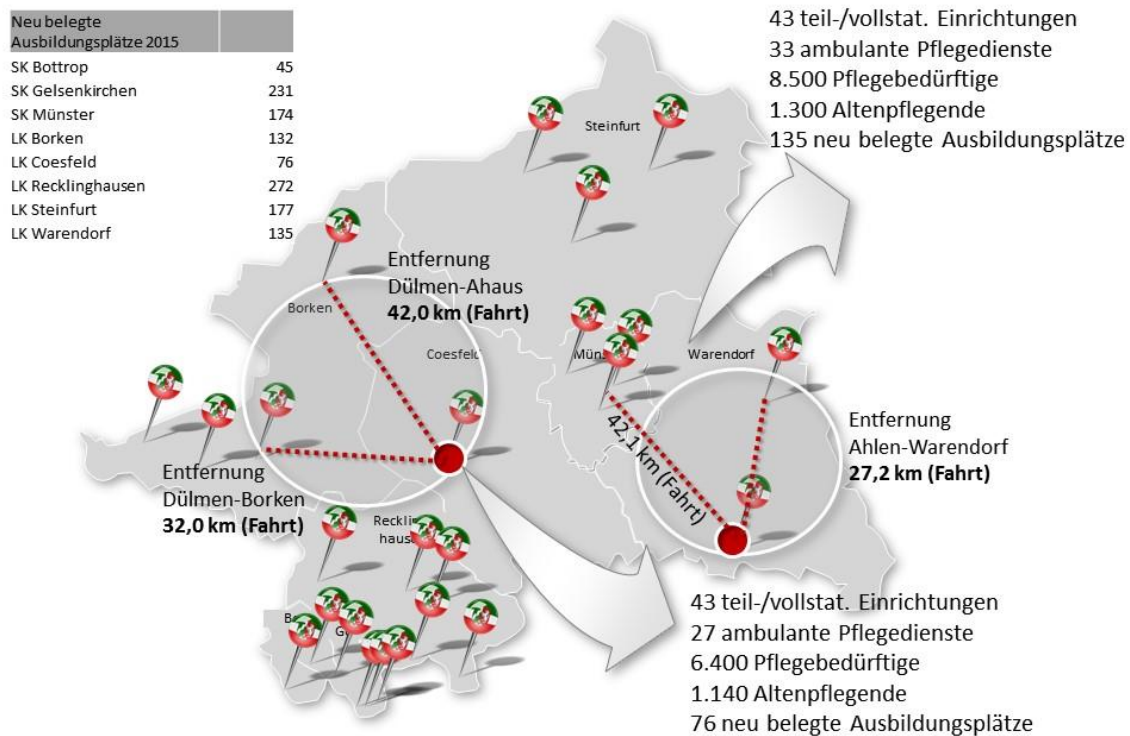 Neu belegte
Ausbildungsplätze 2015
SK Bottrop 45
SK Gelsenkirchen 231
SK Münster 174
LK Borken 132
LK Coesfeld 76
LK Recklinghausen 272
LK Steinfurt 177
LK Warendorf 135
43 teil-/vollstat. Einrichtungen
33 ambulante Pflegedienste
8.500 Pflegebedürftige
1.300 Altenpflegende
135 neu belegte Ausbildungsplätze
Steinfurt
Entfernung
Dülmen-Ahaus
42,0 km (Fahrt)
Borken
Coesfeld
Warendorf
42,1 km (Fahrt)
Entfernung
Ahlen-Warendorf
27,2 km (Fahrt)
Entfernung
Dülmen-Borken
32,0 km (Fahrt)
43 teil-/vollstat. Einrichtungen
27 ambulante Pflegedienste
6.400 Pflegebedürftige
1.140 Altenpflegende
76 neu belegte Ausbildungsplätze